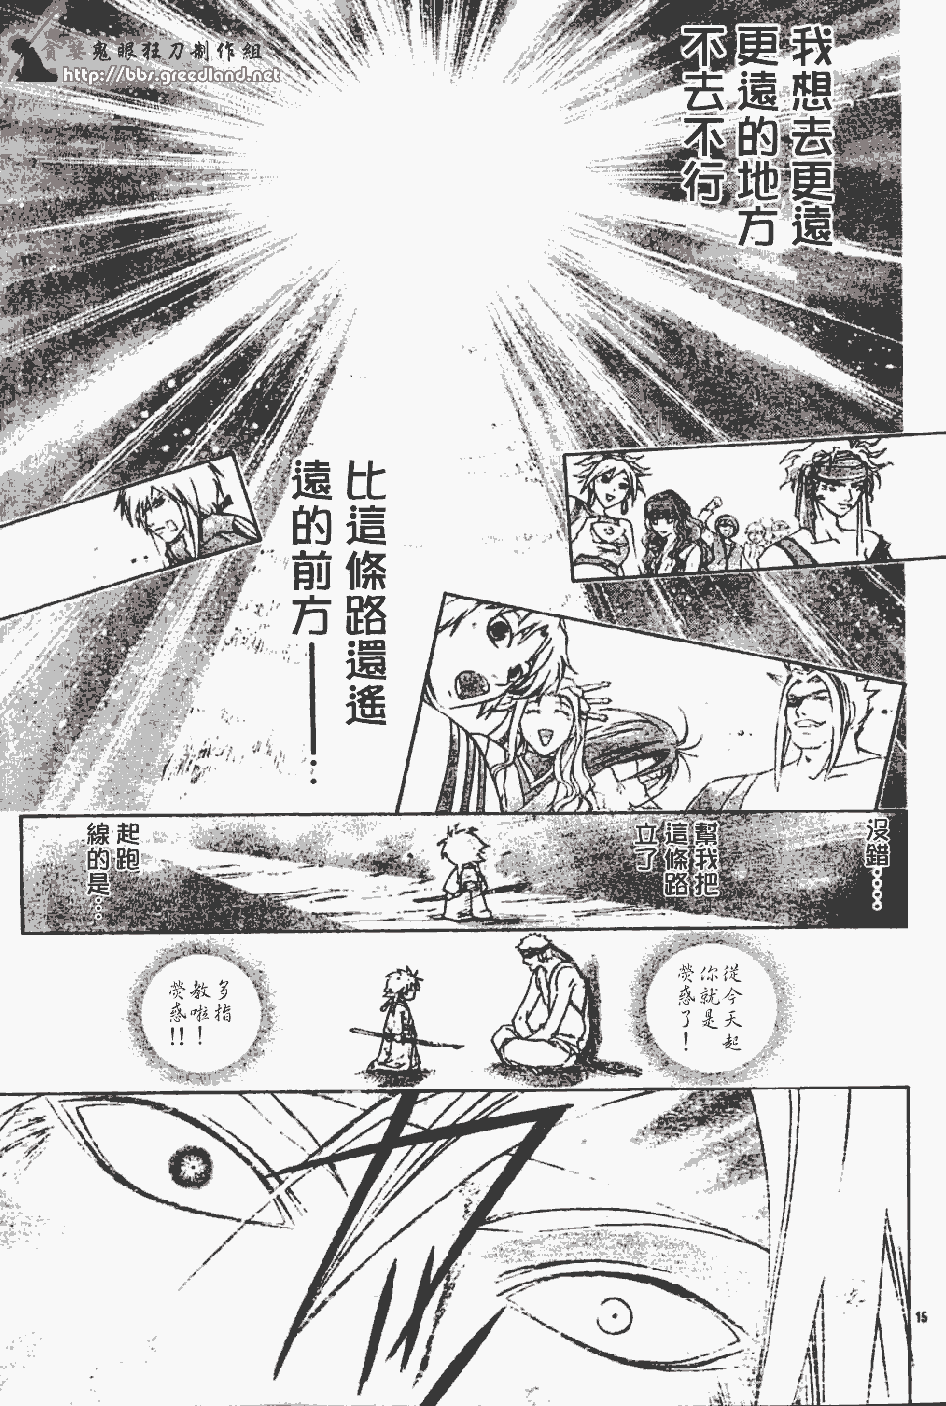 鬼眼狂刀制作組
http://bbs.greedland.net
我想去更遠
更遠的地方
不去不行
比這條路還遙
遠的前方——…
沒錯……
幫我把
這條路
立了
起跑
線的是…
從今天起
你就是
熒惑了！
多指
教啦！
熒惑!!
15